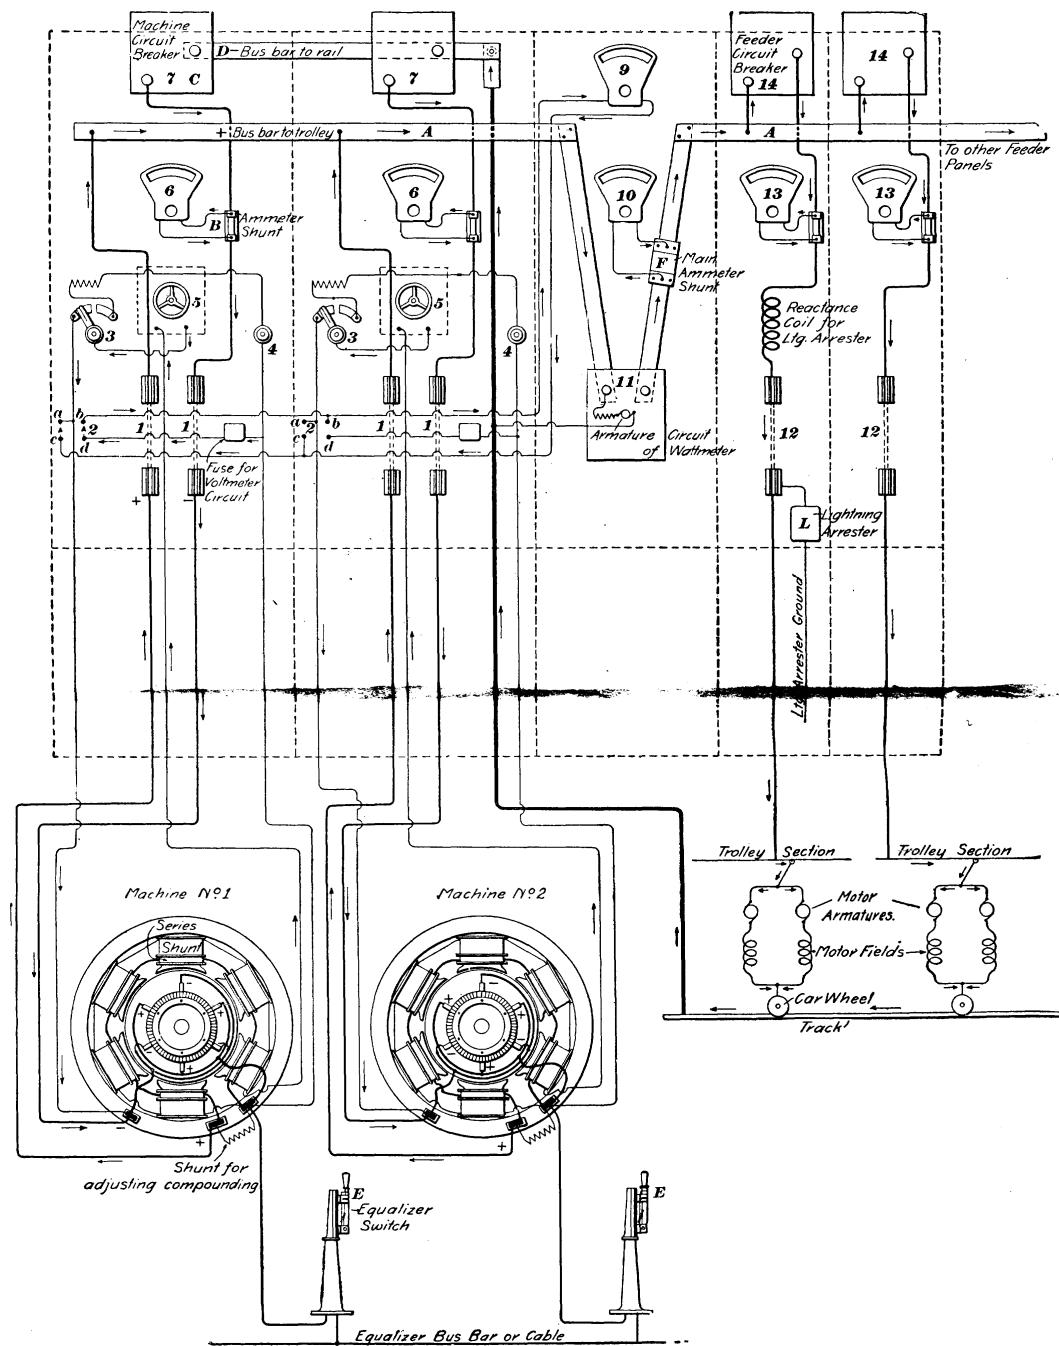 Machine
Circuit
Breaker
D-Bus bar to rail
7 C
7
9
Feeder
Circuit
Breaker
14
14
+ Bus bar to trolley
A
A
To other Feeder
Panels
6
B
Ammeter
Shunt
6
10
F
Main
Ammeter
Shunt
13
13
5
3
4
5
3
4
Reactance
Coil for
Ltg. Arrester
11
Armature of Circuit
of Wattmeter
a
b
c
d
2
1
1
a
b
c
d
2
1
1
12
12
Fuse for
Voltmeter
Circuit
+
-
L
Lightning
Arrester
Ltg. Arrester Ground
Trolley Section
Trolley Section
Machine No. 1
Machine No. 2
Motor
Armatures.
Motor Fields
Car Wheel
Track
Series
Shunt
-
+
+
-
-
+
-
+
+
-
-
+
-
+
+
Shunt for
adjusting compounding
E
Equalizer
Switch
E
Equalizer Bus Bar or Cable